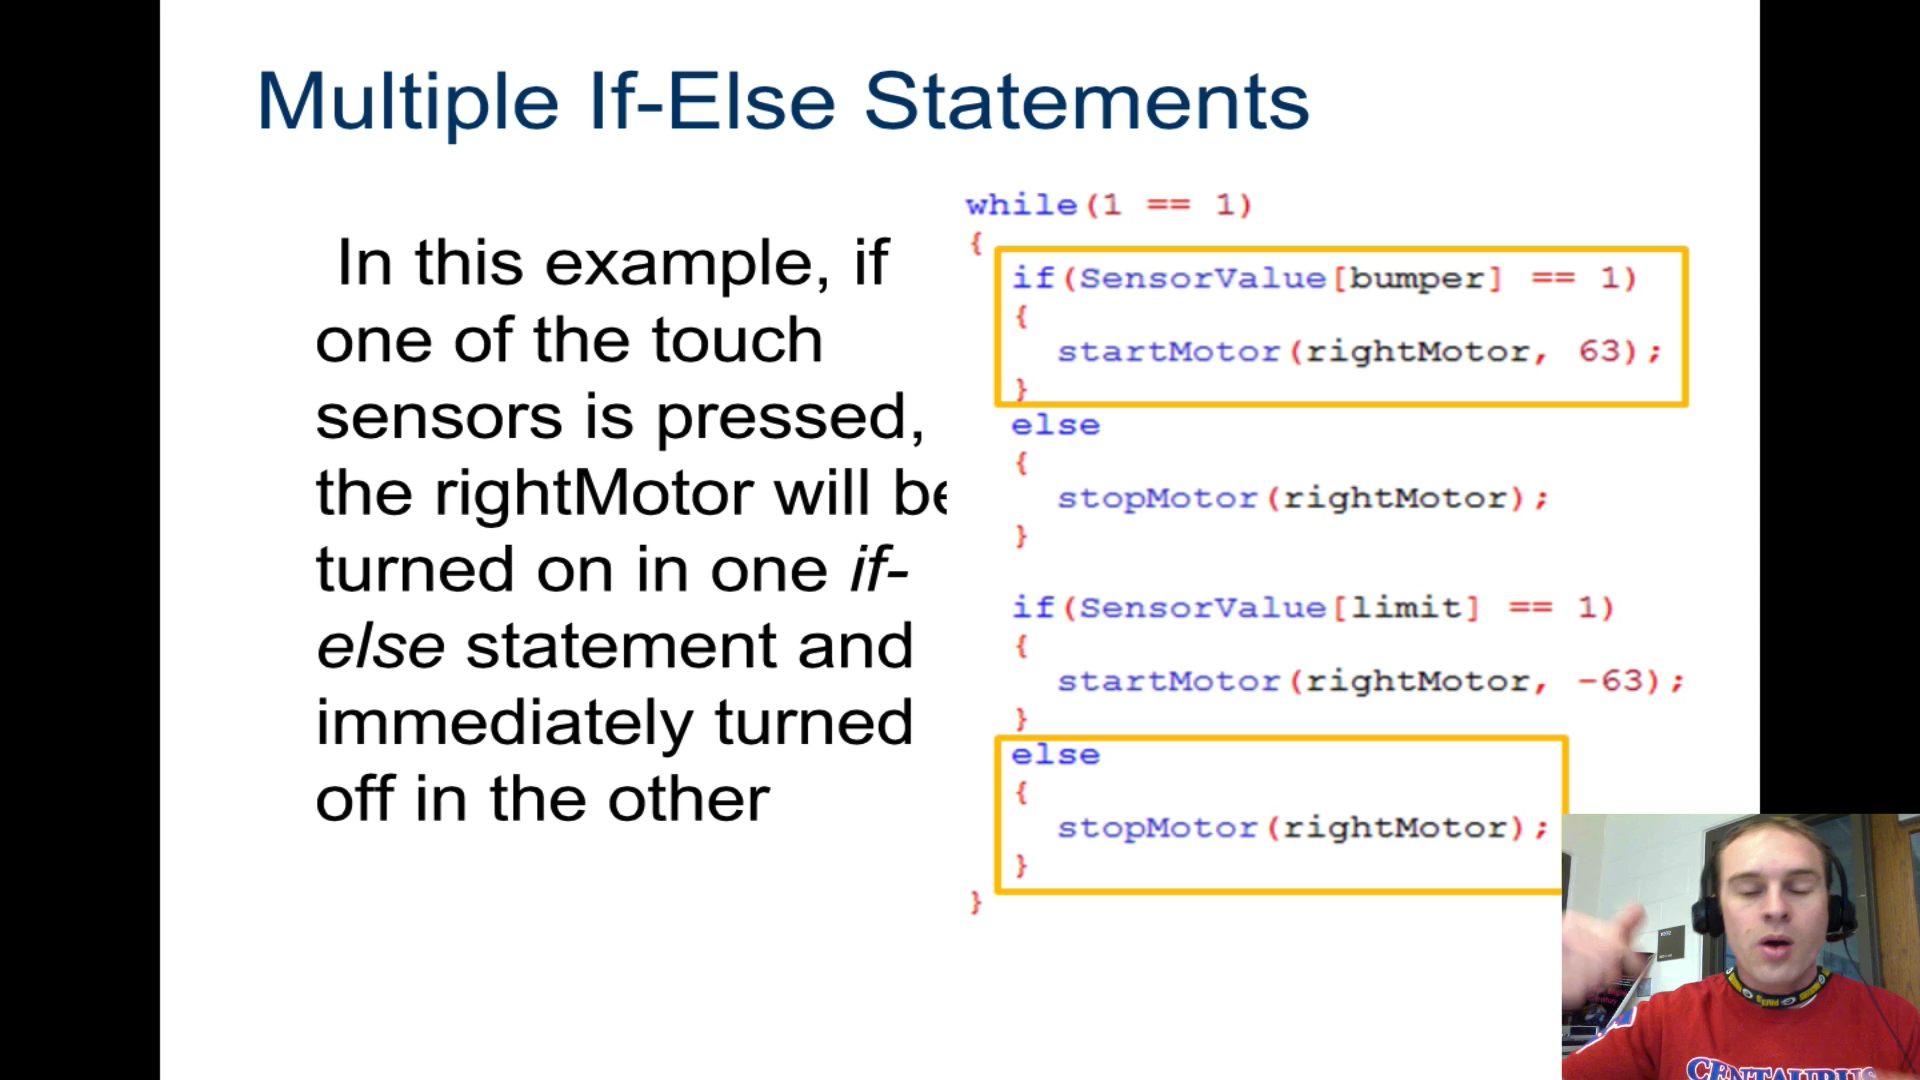 Multiple If-Else Statements
In this example, if
one of the touch
sensors is pressed,
the rightMotor will be
turned on in one if-
else statement and
immediately turned
off in the other
while(1 == 1)
{
if(SensorValue[bumper] == 1)
{
startMotor(rightMotor, 63);
}
else
{
stopMotor(rightMotor);
}
if(SensorValue[limit] == 1)
{
startMotor(rightMotor, -63);
}
else
{
stopMotor(rightMotor);
}
}
CENTAURUS